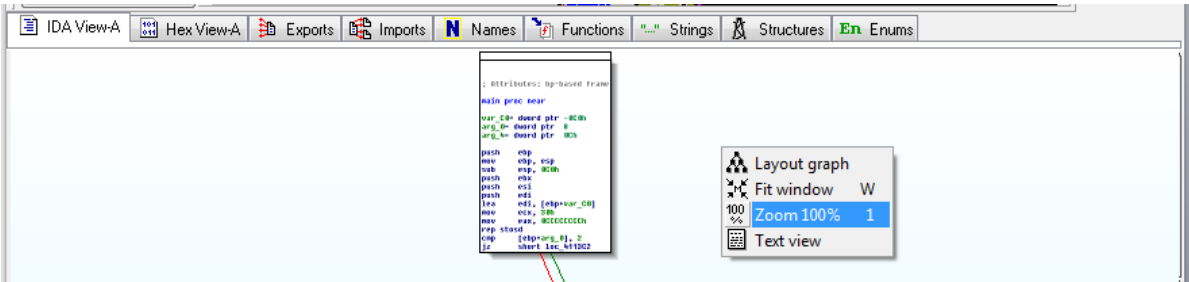 IDA View-A Hex View-A Exports Imports N Names Functions "..." Strings Structures En Enums
; Attributes: bp-based frame
main proc near
var_C0= dword ptr -0C0h
arg_0= dword ptr 8
arg_4= dword ptr 0Ch
push ebp
mov ebp, esp
sub esp, 0C0h
push ebx
push esi
push edi
lea edi, [ebp+var_C0]
mov ecx, 30h
mov eax, 0CCCCCCCCh
rep stosd
cmp [ebp+arg_0], 2
jz short loc_4113C2
Layout graph
Fit window W
100 % Zoom 100% 1
Text view